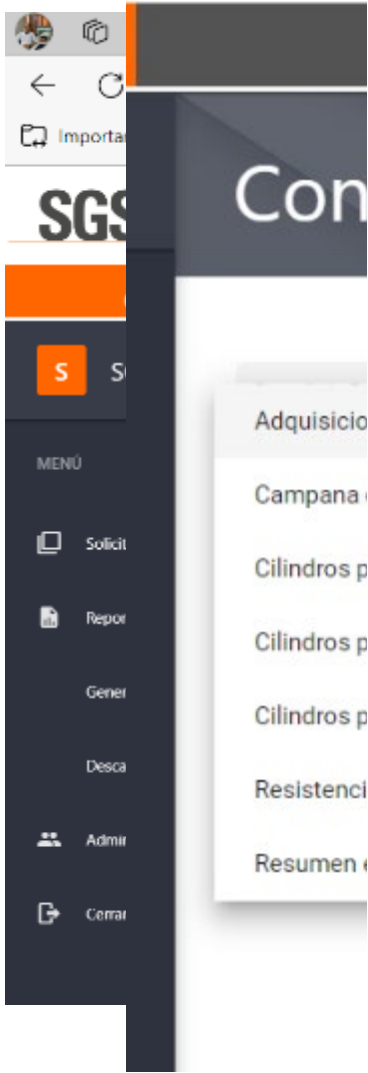 Importa
SGS
S
S
MENÚ
Solicit
Repor
Gener
Desca
Admir
Cerrar
Con
Adquisicio
Campana
Cilindros p
Cilindros p
Cilindros p
Resistenci
Resumen e